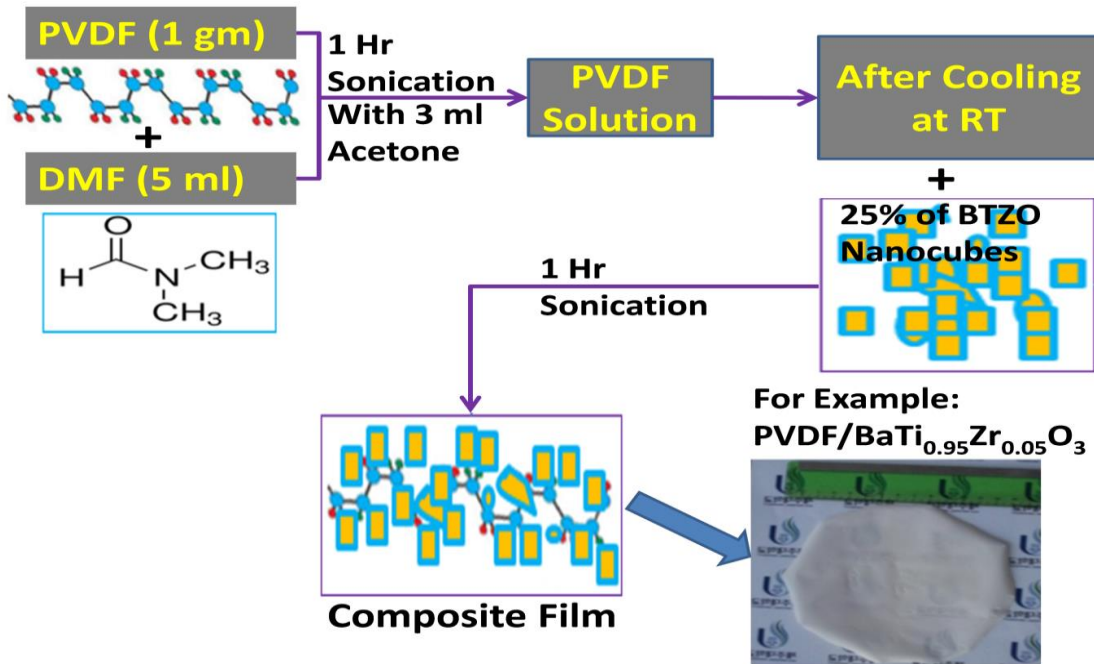 PVDF (1 gm)
+
DMF (5 ml)
O
H
N
CH₃
CH₃
1 Hr
Sonication
With 3 ml
Acetone
PVDF
Solution
After Cooling
at RT
+
25% of BTZO
Nanocubes
1 Hr
Sonication
Composite Film
For Example:
PVDF/BaTi₀.₉₅Zr₀.₀₅O₃